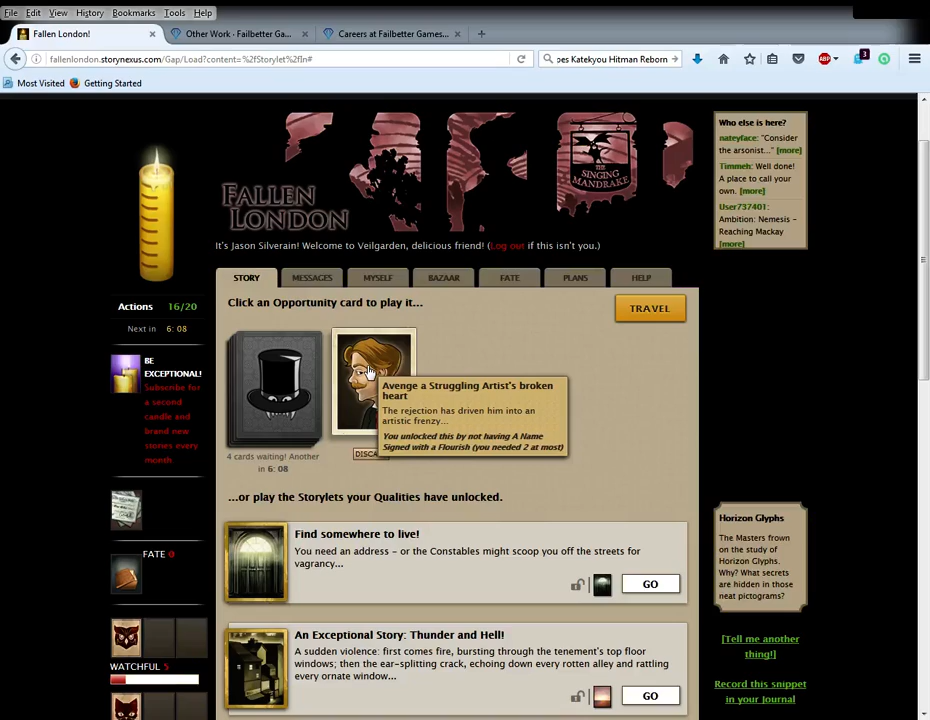 File Edit View History Bookmarks Tools Help
Fallen London! × Other Work - Failbetter Ga... × Careers at Failbetter Games... × +
fallenlondon.storynexus.com/Gap/Load?content=%2fStorylet%2fIn#
Katekyou Hitman Reborn
ABP 3
Most Visited Getting Started
THE SINGING MANDRAKE
FALLEN
LONDON
It's Jason Silverain! Welcome to Veilgarden, delicious friend! (Log out if this isn't you.)
STORY MESSAGES MYSELF BAZAAR FATE PLANS HELP
Click an Opportunity card to play it...
TRAVEL
Avenge a Struggling Artist's broken
heart
The rejection has driven him into an
artistic frenzy...
You unlocked this by not having A Name
Signed with a Flourish (you needed 2 at most)
4 cards waiting! Another
in 6: 08
...or play the Storylets your Qualities have unlocked.
Find somewhere to live!
You need an address - or the Constables might scoop you off the streets for
vagrancy...
GO
An Exceptional Story: Thunder and Hell!
A sudden violence: first comes fire, bursting through the tenement's top floor
windows; then the ear-splitting crack, echoing down every rotten alley and rattling
every ornate window...
GO
Actions 16/20
Next in 6: 08
BE
EXCEPTIONAL!
Subscribe for
a second
candle and
brand new
stories every
month
FATE 0
WATCHFUL 5
Who else is here?
nateyface: "Consider
the arsonist..." [more]
Timmeh: Well done!
A place to call your
own. [more]
User737401:
Ambition: Nemesis -
Reaching Mackay
[more]
Horizon Glyphs
The Masters frown
on the study of
Horizon Glyphs.
Why? What secrets
are hidden in those
neat pictograms?
[Tell me another
thing!]
Record this snippet
in your Journal